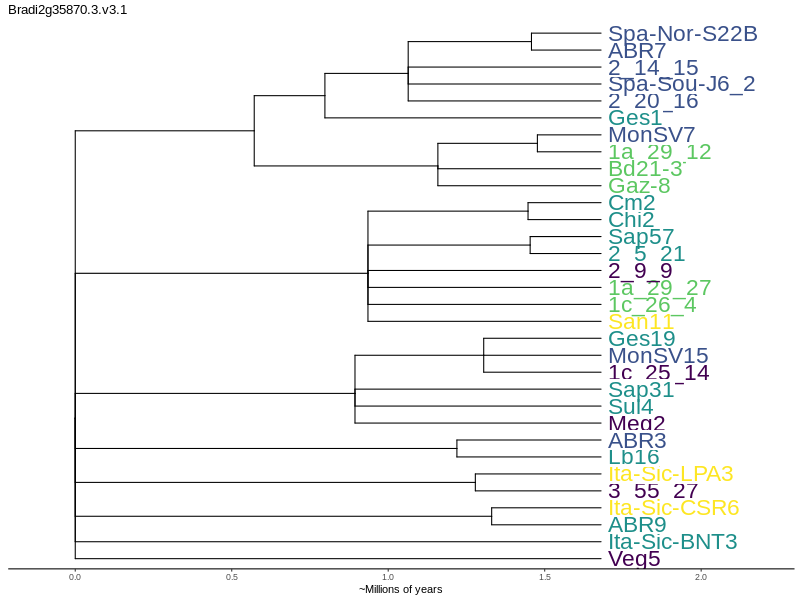 Bradi2g35870.3.v3.1
Spa-Nor-S22B
ABR7
2_14_15
Spa-Sou-J6_2
2_20_16
Ges1
MonSV7
1a_29_12
Bd21-3
Gaz-8
Cm2
Chi2
Sap57
2_5_21
2_9_9
1a_29_27
1c_26_4
San11
Ges19
MonSV15
1c_25_14
Sap31
Sul4
Meg2
ABR3
Lb16
Ita-Sic-LPA3
3_55_27
Ita-Sic-CSR6
ABR9
Ita-Sic-BNT3
Veg5
0.0 0.5 1.0 1.5 2.0
~Millions of years